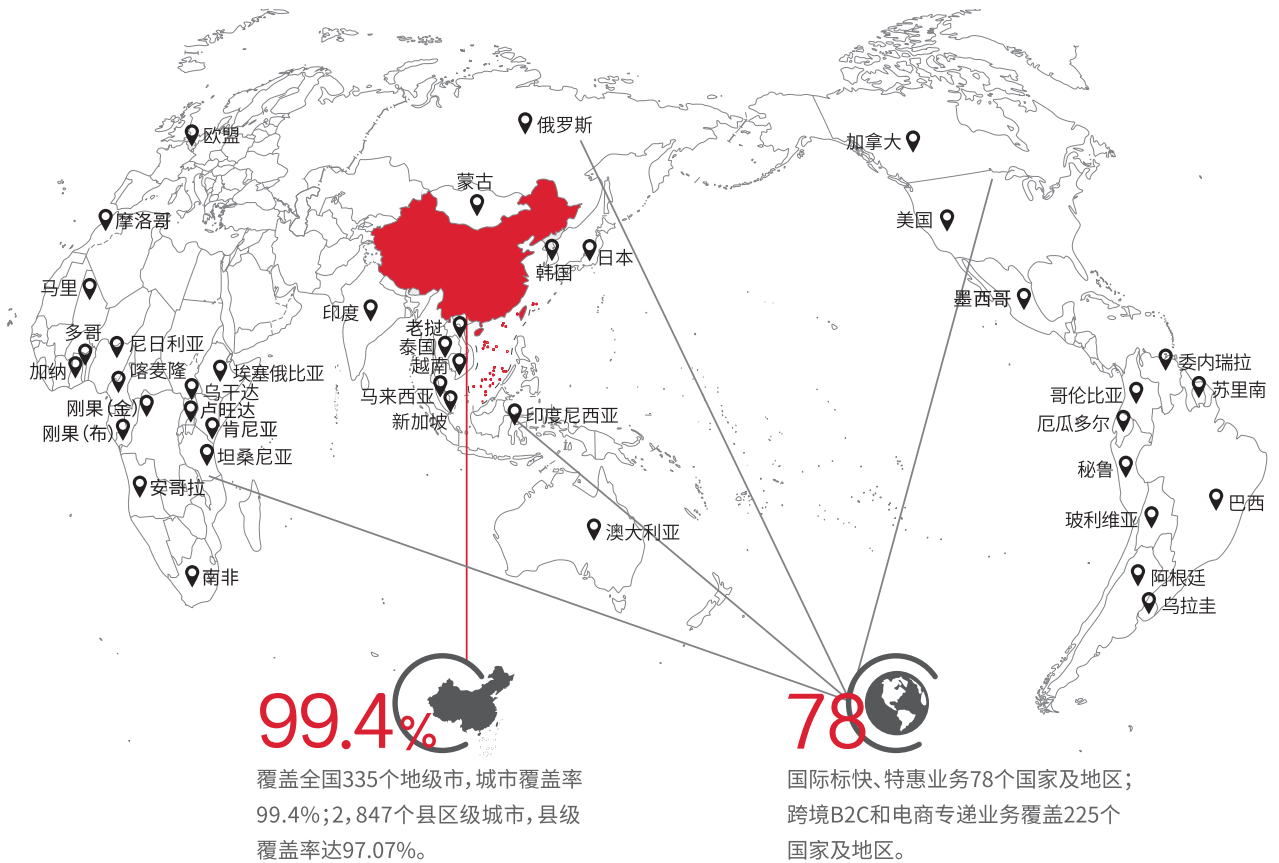 俄罗斯
欧盟
加拿大
蒙古
摩洛哥
美国
日本
韩国
马里
墨西哥
印度
老挝
多哥
尼日利亚
泰国
委内瑞拉
越南
加纳
喀麦隆
埃塞俄比亚
苏里南
乌干达
马来西亚
哥伦比亚
刚果（金）
卢旺达
印度尼西亚
新加坡
厄瓜多尔
刚果（布）
肯尼亚
坦桑尼亚
秘鲁
安哥拉
巴西
玻利维亚
澳大利亚
南非
阿根廷
乌拉圭
99.4%
覆盖全国335个地级市，城市覆盖率
99.4%；2，847个县区级城市，县级
覆盖率达97.07%。
78
国际标快、特惠业务78个国家及地区；
跨境B2C和电商专递业务覆盖225个
国家及地区。